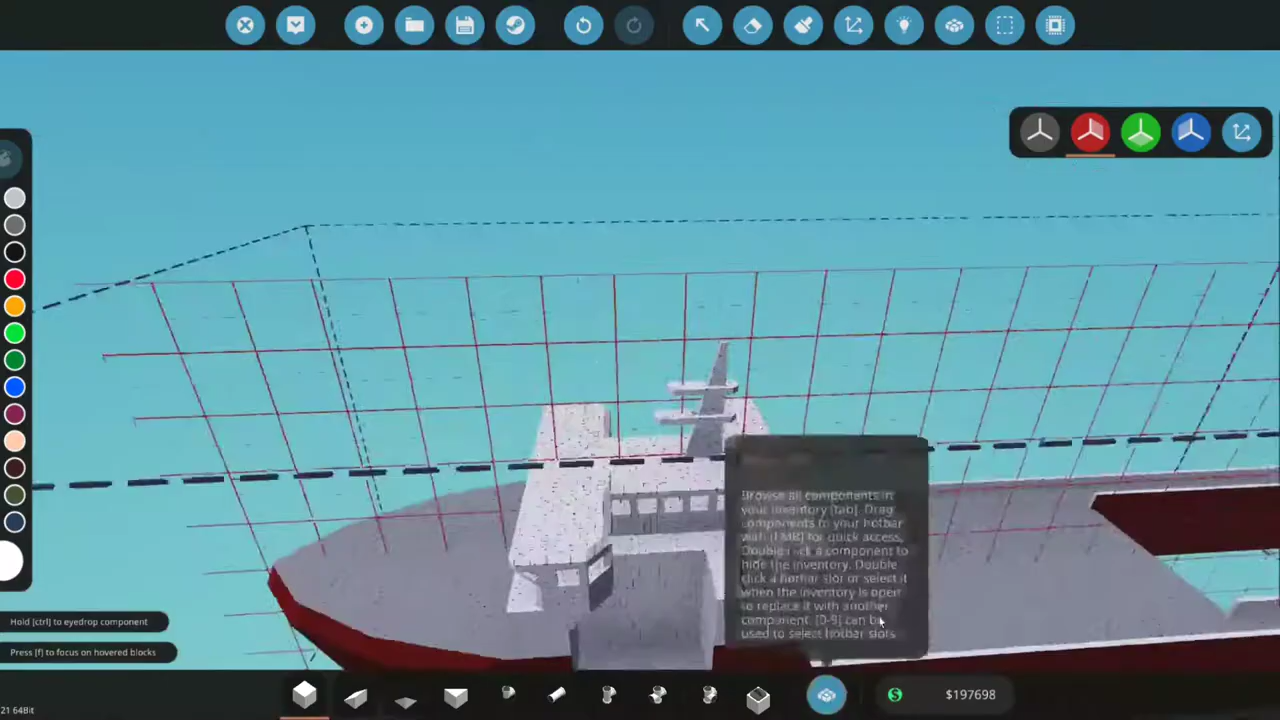 Browse all components in
your inventory [tab]. Drag
components to your hotbar
with [LMB] for quick access,
Double click a component to
hide the inventory. Double
click a hotbar slot or select it
when the inventory is open
to replace it with another
component. [0-9] can be
used to select hotbar slots
Hold [ctrl] to eyedrop component
Press [f] to focus on hovered blocks
$197698
21 64Bit